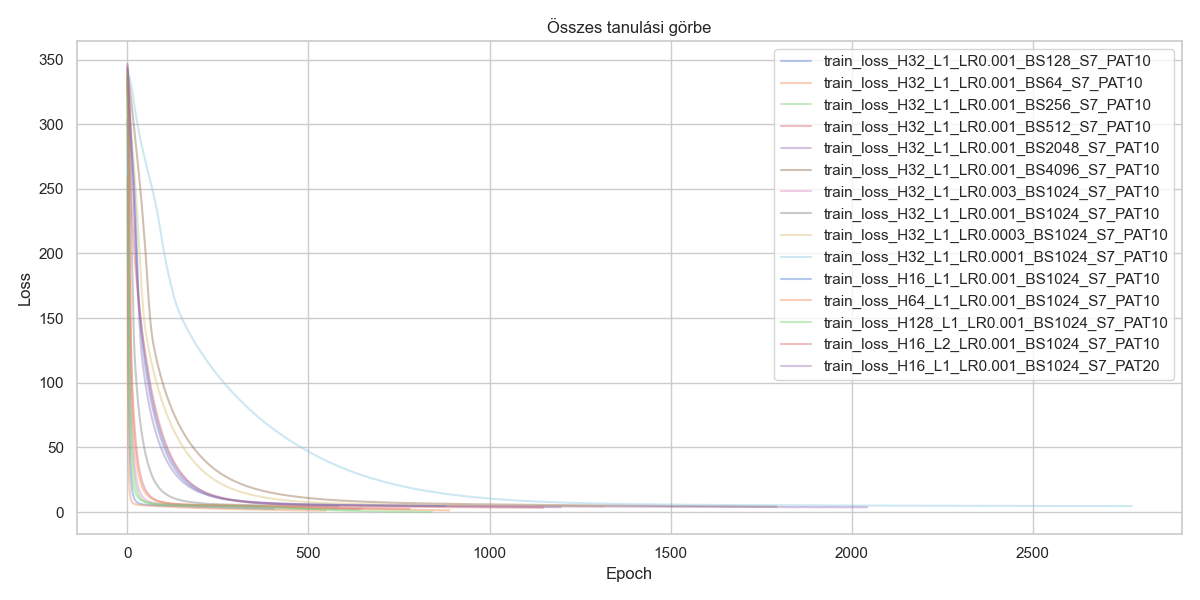 Összes tanulási görbe
350
300
250
200
150
100
50
0
Loss
train_loss_H32_L1_LR0.001_BS128_S7_PAT10
train_loss_H32_L1_LR0.001_BS64_S7_PAT10
train_loss_H32_L1_LR0.001_BS256_S7_PAT10
train_loss_H32_L1_LR0.001_BS512_S7_PAT10
train_loss_H32_L1_LR0.001_BS2048_S7_PAT10
train_loss_H32_L1_LR0.001_BS4096_S7_PAT10
train_loss_H32_L1_LR0.003_BS1024_S7_PAT10
train_loss_H32_L1_LR0.001_BS1024_S7_PAT10
train_loss_H32_L1_LR0.0003_BS1024_S7_PAT10
train_loss_H32_L1_LR0.0001_BS1024_S7_PAT10
train_loss_H16_L1_LR0.001_BS1024_S7_PAT10
train_loss_H64_L1_LR0.001_BS1024_S7_PAT10
train_loss_H128_L1_LR0.001_BS1024_S7_PAT10
train_loss_H16_L2_LR0.001_BS1024_S7_PAT10
train_loss_H16_L1_LR0.001_BS1024_S7_PAT20
0 500 1000 1500 2000 2500
Epoch